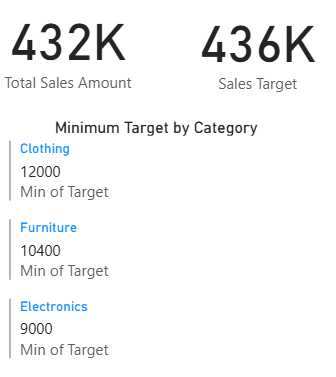 432K
Total Sales Amount
436K
Sales Target
Minimum Target by Category
Clothing
12000
Min of Target
Furniture
10400
Min of Target
Electronics
9000
Min of Target